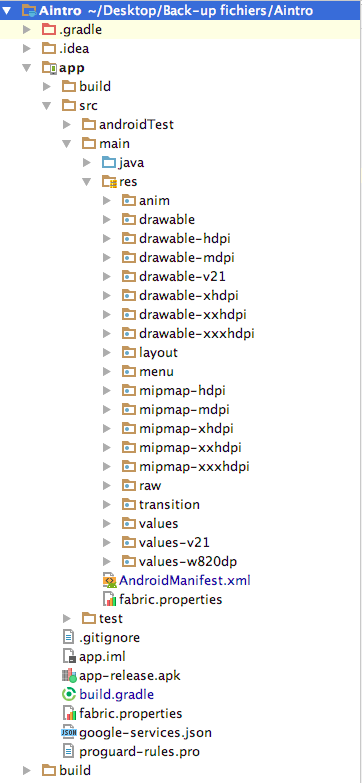 Aintro ~/Desktop/Back-up fichiers/Aintro
.gradle
.idea
app
build
src
androidTest
main
java
res
anim
drawable
drawable-hdpi
drawable-mdpi
drawable-v21
drawable-xhdpi
drawable-xxhdpi
drawable-xxxhdpi
layout
menu
mipmap-hdpi
mipmap-mdpi
mipmap-xhdpi
mipmap-xxhdpi
mipmap-xxxhdpi
raw
transition
values
values-v21
values-w820dp
AndroidManifest.xml
fabric.properties
test
.gitignore
app.iml
app-release.apk
build.gradle
fabric.properties
google-services.json
proguard-rules.pro
build